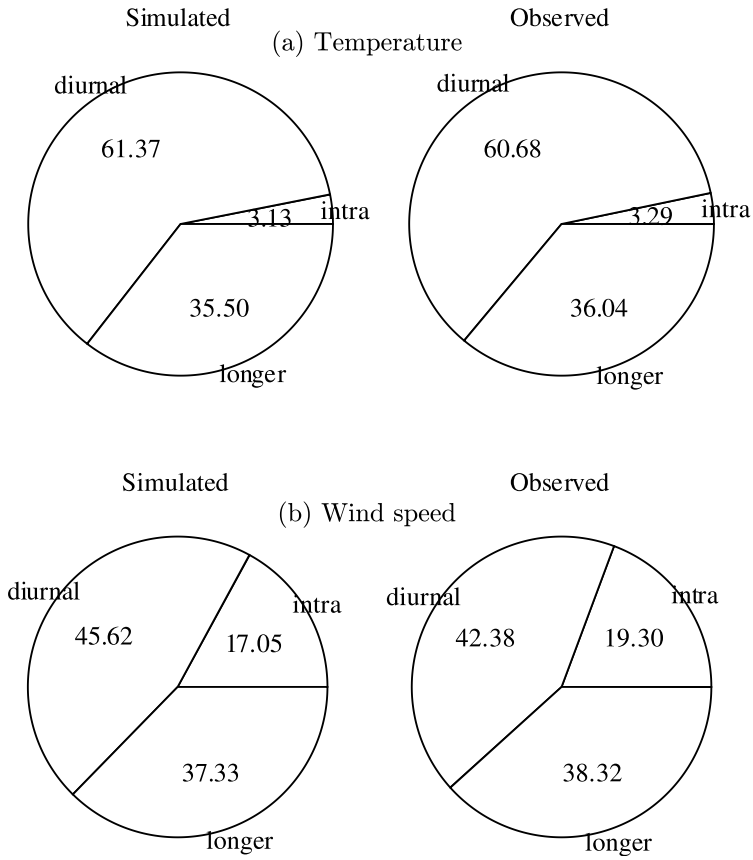 Simulated Observed
(a) Temperature
diurnal diurnal
61.37 60.68
3.13 intra 3.29 intra
35.50 36.04
longer longer
Simulated Observed
(b) Wind speed
diurnal intra diurnal intra
45.62 17.05 42.38 19.30
37.33 38.32
longer longer